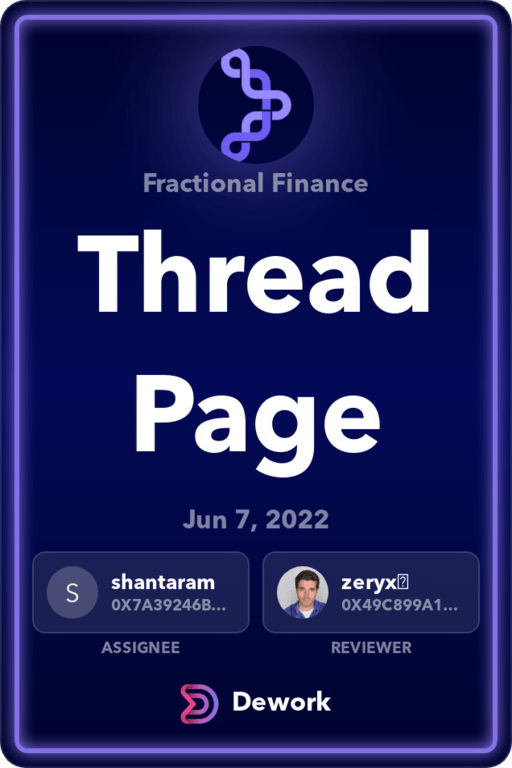 Fractional Finance
Thread
Page
Jun 7, 2022
S
shantaram
0X7A39246B...
zeryx
0X49C899A1...
ASSIGNEE
REVIEWER
Dework